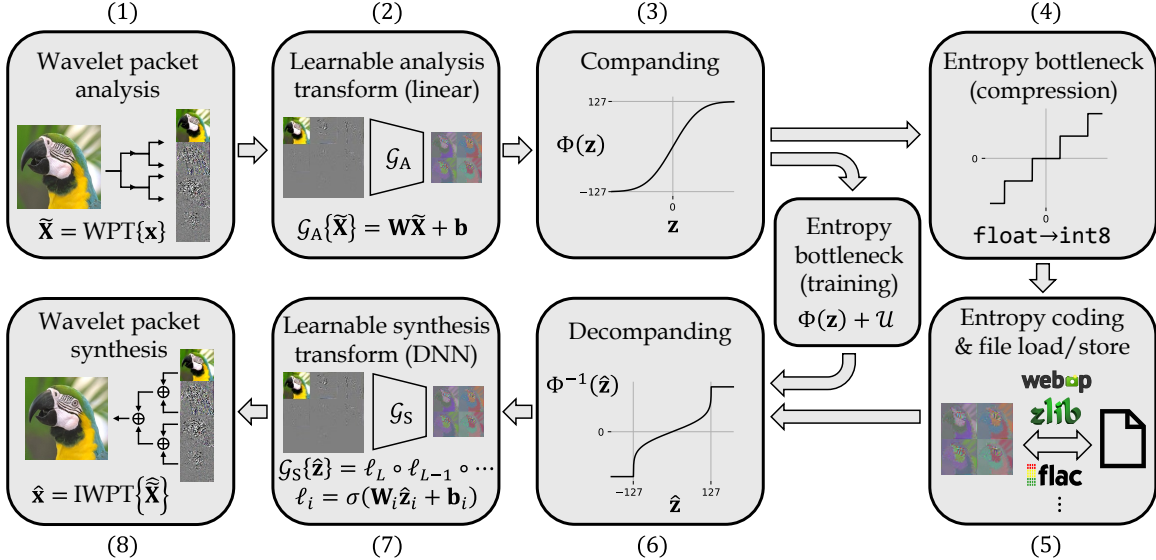 (1)
(2)
(3)
(4)
Wavelet packet
analysis
X̃ = WPT{x}
Learnable analysis
transform (linear)
𝒢A
𝒢A{X̃} = WX̃ + b
Companding
127
Φ(z)
−127
0
z
Entropy bottleneck
(compression)
0
0
float→int8
Entropy
bottleneck
(training)
Φ(z) + 𝒰
Entropy coding
& file load/store
webp
zlib
flac
⋮
Decompanding
Φ⁻¹(ẑ)
0
−127
127
ẑ
Learnable synthesis
transform (DNN)
𝒢S
𝒢S{ẑ} = ℓL ∘ ℓL−1 ∘ ⋯
ℓi = σ(Wiẑi + bi)
Wavelet packet
synthesis
x̂ = IWPT{X̃̂}
(8)
(7)
(6)
(5)